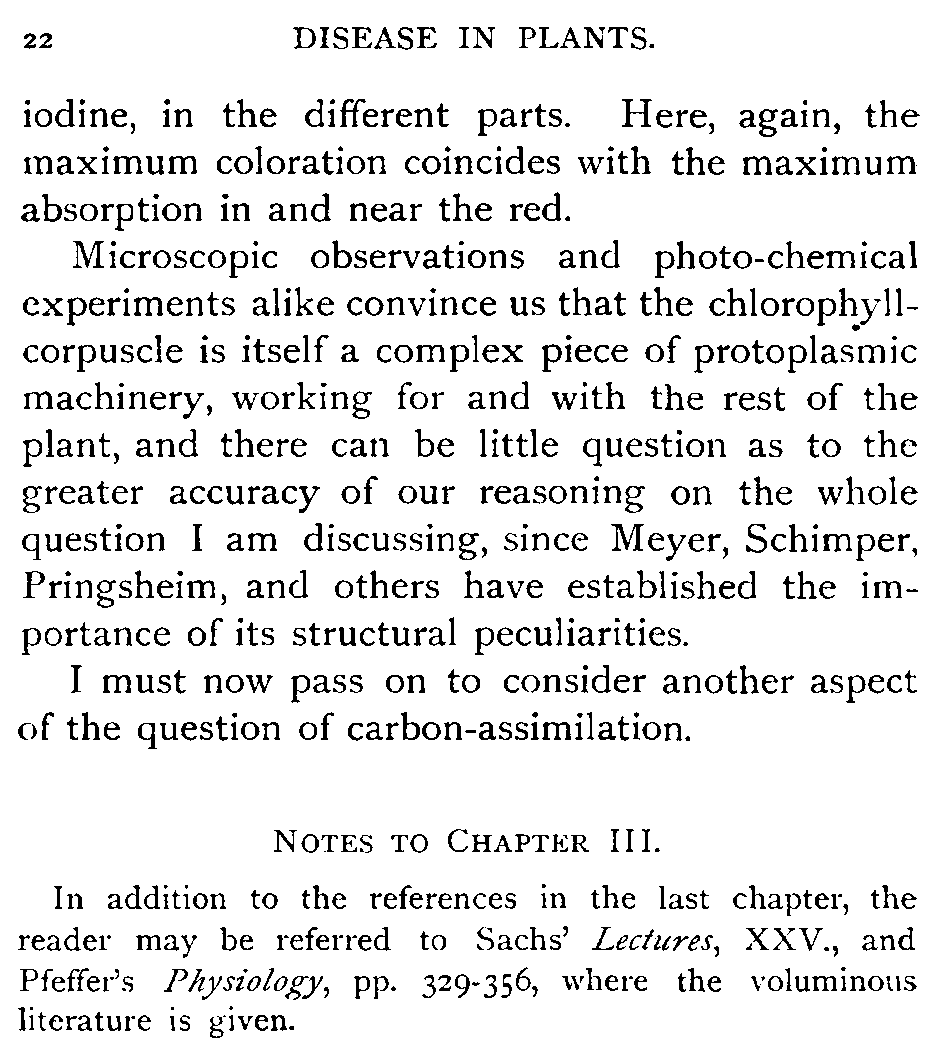 22 DISEASE IN PLANTS.
iodine, in the different parts. Here, again, the
maximum coloration coincides with the maximum
absorption in and near the red.
Microscopic observations and photo-chemical
experiments alike convince us that the chlorophyll-
corpuscle is itself a complex piece of protoplasmic
machinery, working for and with the rest of the
plant, and there can be little question as to the
greater accuracy of our reasoning on the whole
question I am discussing, since Meyer, Schimper,
Pringsheim, and others have established the im-
portance of its structural peculiarities.
I must now pass on to consider another aspect
of the question of carbon-assimilation.
NOTES TO CHAPTER III.
In addition to the references in the last chapter, the
reader may be referred to Sachs' Lectures, XXV., and
Pfeffer's Physiology, pp. 329-356, where the voluminous
literature is given.